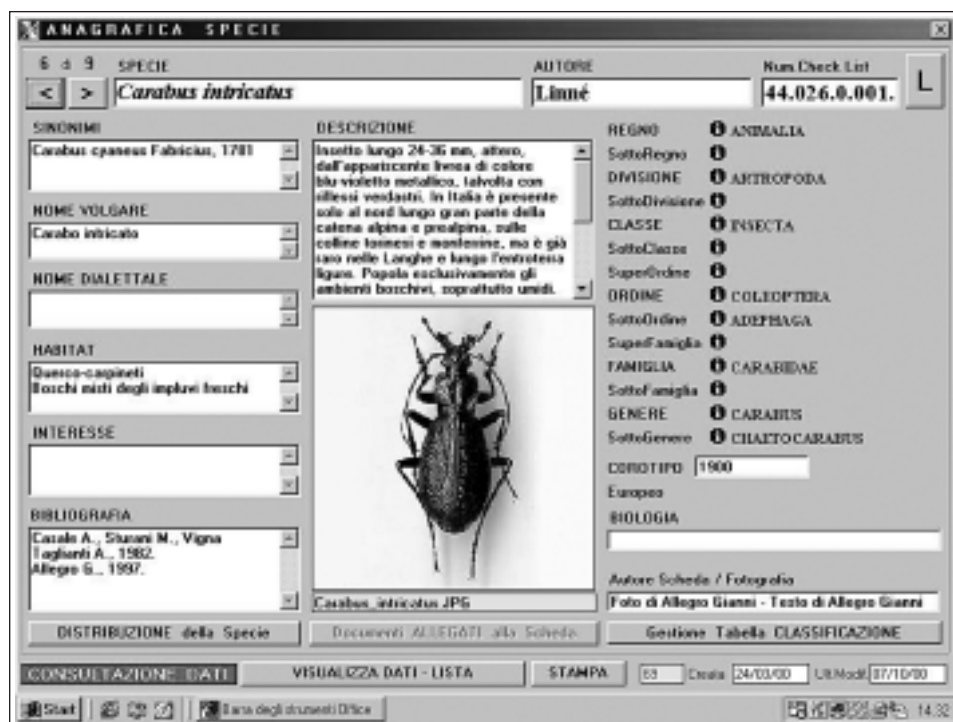 ANAGRAFICA SPECIE
6 di 9 SPECIE AUTORE Num.Check List
< > Carabus intricatus Linné 44.026.0.001. L
SINONIMI
Carabus cyaneus Fabricius, 1781
NOME VOLGARE
Carabo intricato
NOME DIALETTALE
HABITAT
Querco-carpineti
Boschi misti degli impluvi freschi
INTERESSE
BIBLIOGRAFIA
Casale A., Sturani M., Vigna
Taglianti A., 1982.
Allegro G., 1997.
DISTRIBUZIONE della Specie
DESCRIZIONE
Insetto lungo 24-36 mm, attero,
dall'appariscente livrea di colore
blu-violetto metallico, talvolta con
riflessi verdastri. In Italia è presente
solo al nord lungo gran parte della
catena alpina e prealpina, sulle
colline torinesi e monferrine, ma è già
raro nelle Langhe e lungo l'entroterra
ligure. Popola esclusivamente gli
ambienti boschivi, soprattutto umidi.
Carabus_intricatus.JPG
Documenti ALLEGATI alla Scheda
REGNO ANIMALIA
SottoRegno
DIVISIONE ARTROPODA
SottoDivisione
CLASSE INSECTA
SottoClasse
SuperOrdine
ORDINE COLEOPTERA
SottoOrdine ADEPHAGA
SuperFamiglia
FAMIGLIA CARABIDAE
SottoFamiglia
GENERE CARABUS
SottoGenere CHAETOCARABUS
COROTIPO 1900
Europeo
BIOLOGIA
Autore Scheda / Fotografia
Foto di Allegro Gianni - Testo di Allegro Gianni
Gestione Tabella CLASSIFICAZIONE
CONSULTAZIONE DATI VISUALIZZA DATI - LISTA STAMPA 69 Creata 24/03/00 Ult.Modif. 07/10/00
Start Barra degli strumenti Office 14.32